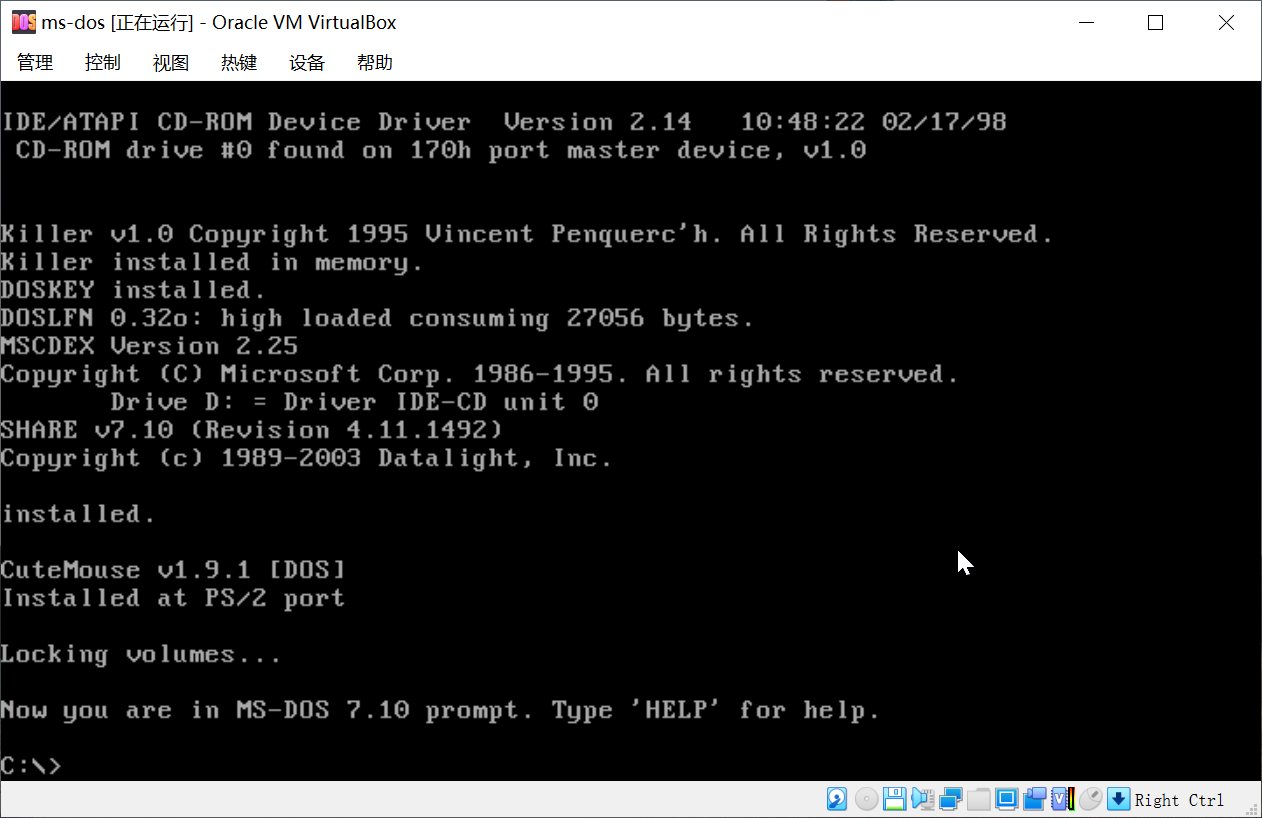 DOS ms-dos [正在运行] - Oracle VM VirtualBox
管理 控制 视图 热键 设备 帮助
IDE/ATAPI CD-ROM Device Driver Version 2.14 10:48:22 02/17/98
CD-ROM drive #0 found on 170h port master device, v1.0
Killer v1.0 Copyright 1995 Vincent Penquerc'h. All Rights Reserved.
Killer installed in memory.
DOSKEY installed.
DOSLFN 0.32o: high loaded consuming 27056 bytes.
MSCDEX Version 2.25
Copyright (C) Microsoft Corp. 1986-1995. All rights reserved.
Drive D: = Driver IDE-CD unit 0
SHARE v7.10 (Revision 4.11.1492)
Copyright (c) 1989-2003 Datalight, Inc.
installed.
CuteMouse v1.9.1 [DOS]
Installed at PS/2 port
Locking volumes...
Now you are in MS-DOS 7.10 prompt. Type 'HELP' for help.
C:\>
Right Ctrl